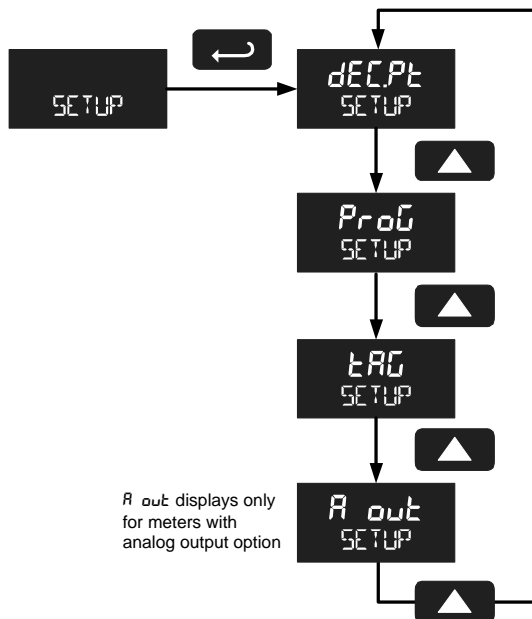 SETUP
dEC.Pt
SETUP
ProG
SETUP
tAG
SETUP
A out displays only
for meters with
analog output option
A out
SETUP